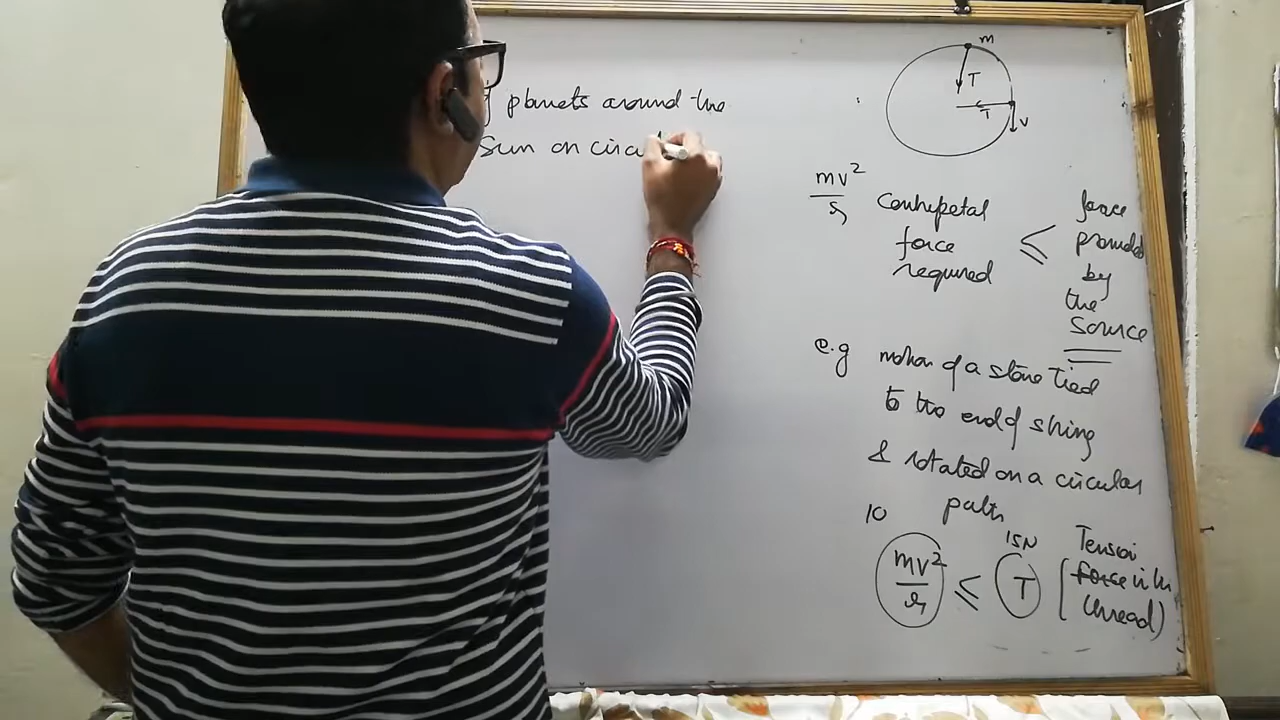 planets around the
Sun on circu
m
T
T
v
mv²
r
Centripetal
force
required
≤
force
provided
by
the
source
e.g motion of a stone tied
to the end of string
& rotated on a circular
path
10
15N
mv²
r
≤
T
[Tension
force in the
thread)